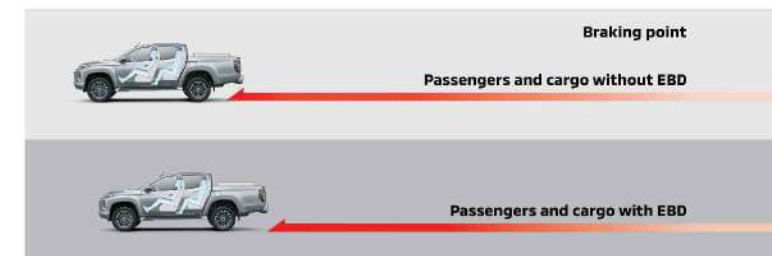 Braking point
Passengers and cargo without EBD
Passengers and cargo with EBD